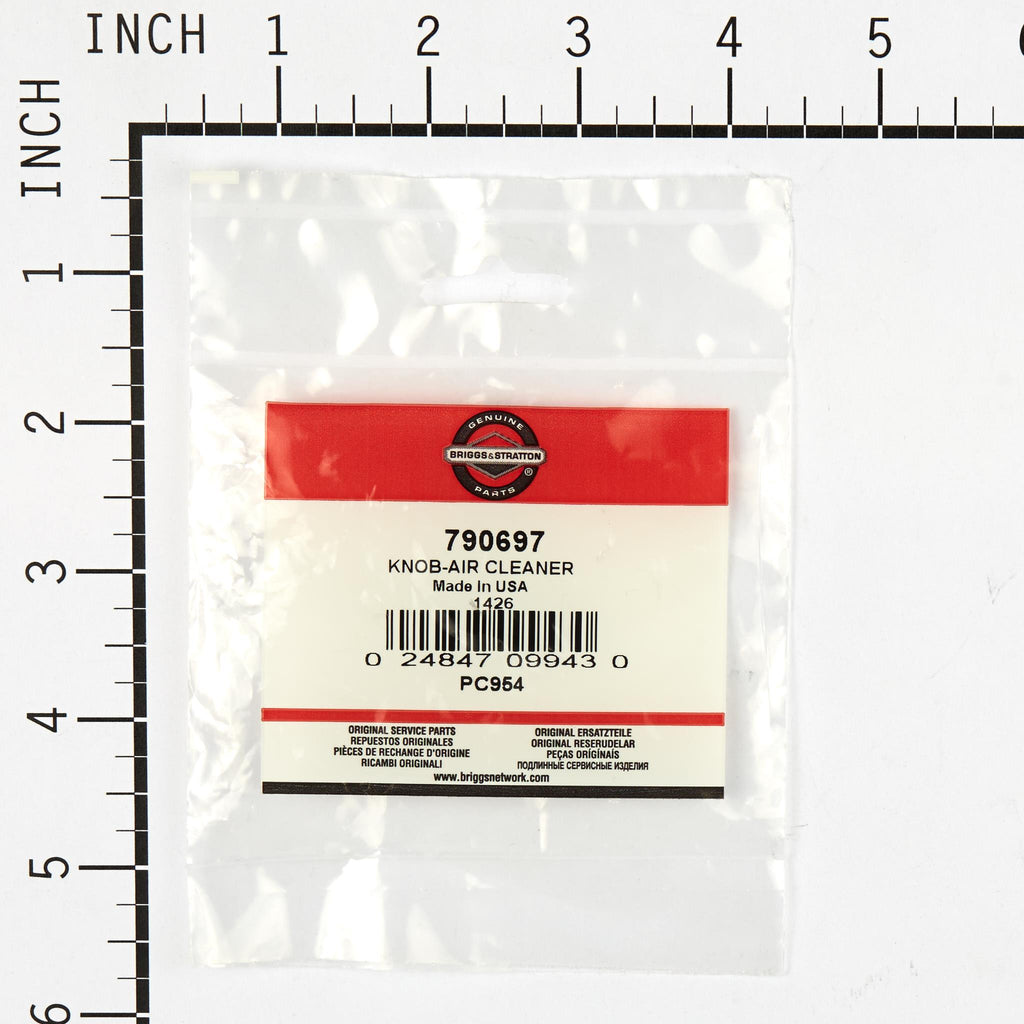 INCH 1 2 3 4 5
INCH
1
2
3
4
5
6
GENUINE
BRIGGS&STRATTON
®
PARTS
790697
KNOB-AIR CLEANER
Made In USA
1426
0 24847 09943 0
PC954
ORIGINAL SERVICE PARTS
REPUESTOS ORIGINALES
PIÈCES DE RECHANGE D'ORIGINE
RICAMBI ORIGINALI
ORIGINAL ERSATZTEILE
ORIGINAL RESERUDELAR
PEÇAS ORIGÍNAIS
ПОДЛИННЫЕ СЕРВИСНЫЕ ИЗДЕЛИЯ
www.briggsnetwork.com